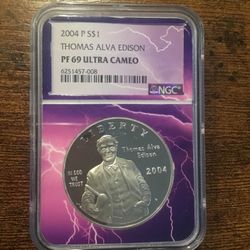 2004 P S$1
THOMAS ALVA EDISON
PF 69 ULTRA CAMEO
6251457-008
NGC
LIBERTY
Thomas Alva
Edison
IN GOD
WE
TRUST
2004